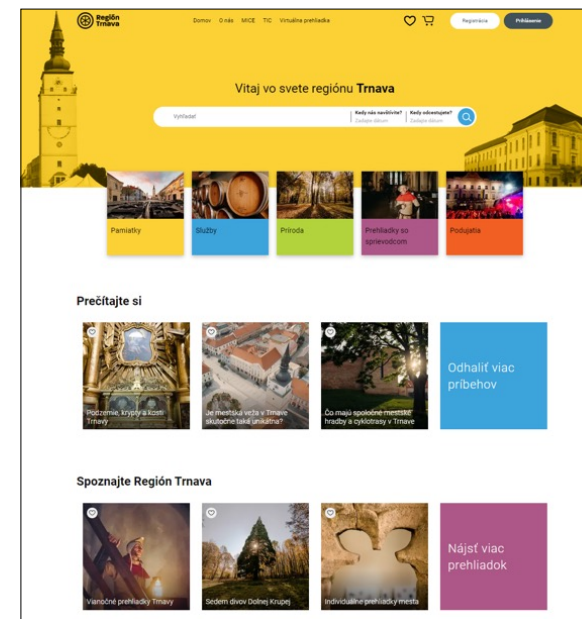 Región
Trnava
Domov O nás MICE TIC Virtuálna prehliadka
Registrácia
Prihlásenie
Vitaj vo svete regiónu Trnava
Vyhľadať
Kedy nás navštívite?
Zadajte dátum
Kedy odcestujete?
Zadajte dátum
Pamiatky
Služby
Príroda
Prehliadky so
sprievodcom
Podujatia
Prečítajte si
Podzemie, krypty a kosti
Trnavy
Je mestská veža v Trnave
skutočne taká unikátna?
Čo majú spoločné mestské
hradby a cyklotrasy v Trnave
Odhaliť viac
príbehov
Spoznajte Región Trnava
Vianočné prehliadky Trnavy
Sedem divov Dolnej Krupej
Individuálne prehliadky mesta
Nájsť viac
prehliadok